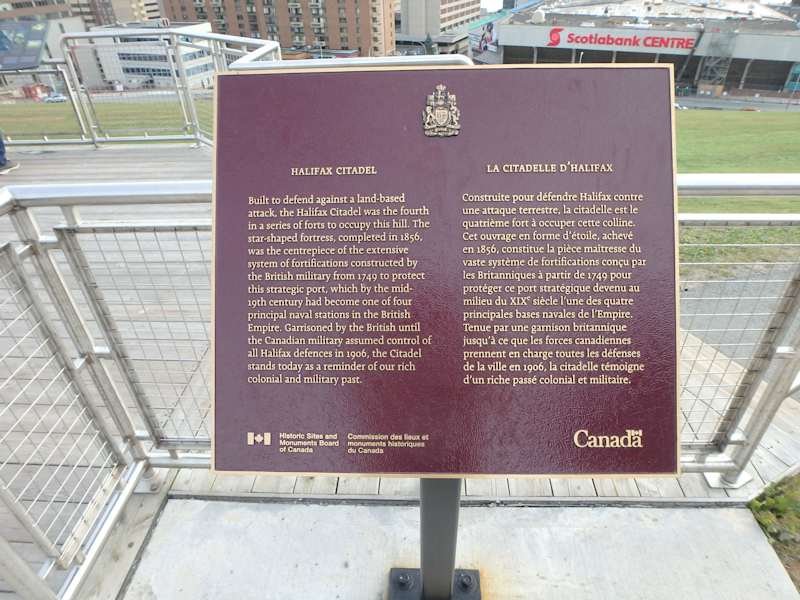 Scotiabank CENTRE
HALIFAX CITADEL
Built to defend against a land-based
attack, the Halifax Citadel was the fourth
in a series of forts to occupy this hill. The
star-shaped fortress, completed in 1856,
was the centrepiece of the extensive
system of fortifications constructed by
the British military from 1749 to protect
this strategic port, which by the mid-
19th century had become one of four
principal naval stations in the British
Empire. Garrisoned by the British until
the Canadian military assumed control of
all Halifax defences in 1906, the Citadel
stands today as a reminder of our rich
colonial and military past.
LA CITADELLE D'HALIFAX
Construite pour défendre Halifax contre
une attaque terrestre, la citadelle est le
quatrième fort à occuper cette colline.
Cet ouvrage en forme d'étoile, achevé
en 1856, constitue la pièce maîtresse du
vaste système de fortifications conçu par
les Britanniques à partir de 1749 pour
protéger ce port stratégique devenu au
milieu du XIXe siècle l'une des quatre
principales bases navales de l'Empire.
Tenue par une garnison britannique
jusqu'à ce que les forces canadiennes
prennent en charge toutes les défenses
de la ville en 1906, la citadelle témoigne
d'un riche passé colonial et militaire.
Historic Sites and
Monuments Board
of Canada
Commission des lieux et
monuments historiques
du Canada
Canada